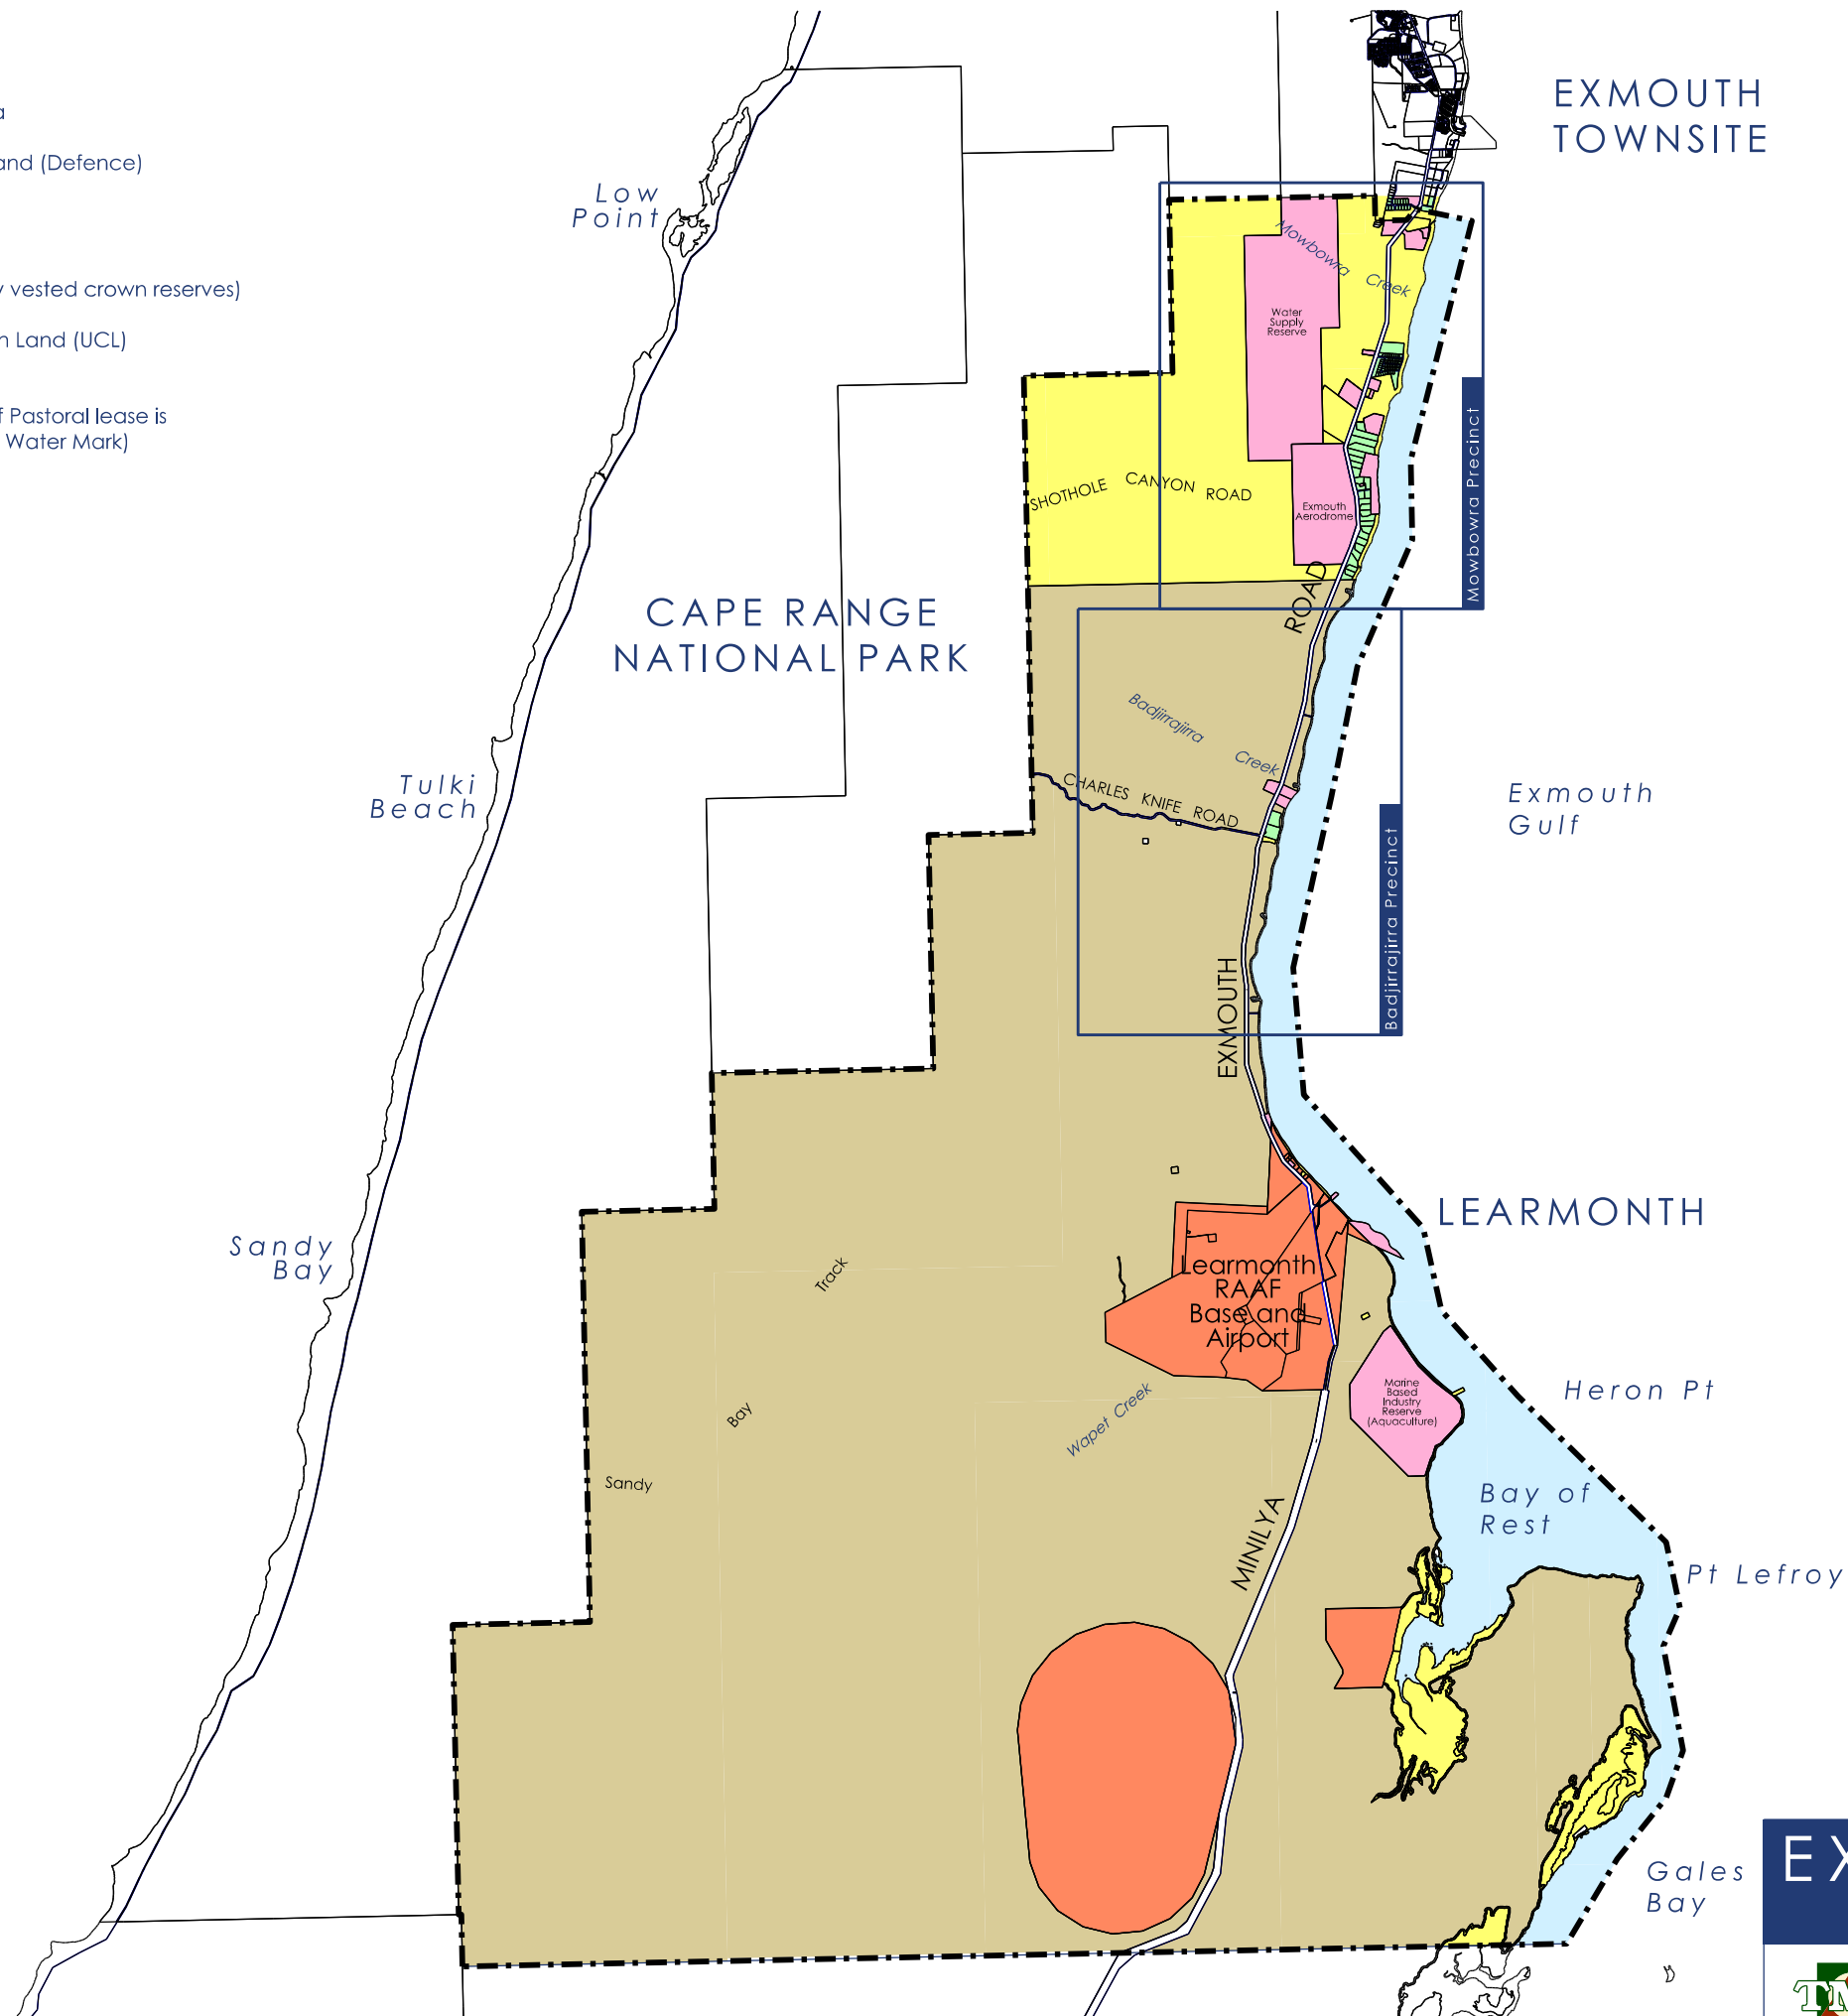 and (Defence)
vested crown reserves)
Land (UCL)
Pastoral lease is
Water Mark)
EXMOUTH
TOWNSITE
Low
Point
Mowbowra Creek
Water
Supply
Reserve
Mowbowra Precinct
SHOTHOLE CANYON ROAD
Exmouth
Aerodrome
ROAD
CAPE RANGE
NATIONAL PARK
Badjirrajirra Creek
CHARLES KNIFE ROAD
Tulki
Beach
Exmouth
Gulf
Badjirrajirra Precinct
EXMOUTH
LEARMONTH
Sandy
Bay
Track
Learmonth
RAAF
Base and
Airport
Heron Pt
Marine
Based
Industry
Reserve
(Aquaculture)
Wapet Creek
Bay
Sandy
Bay of
Rest
MINILYA
Pt Lefroy
Gales
Bay
EX